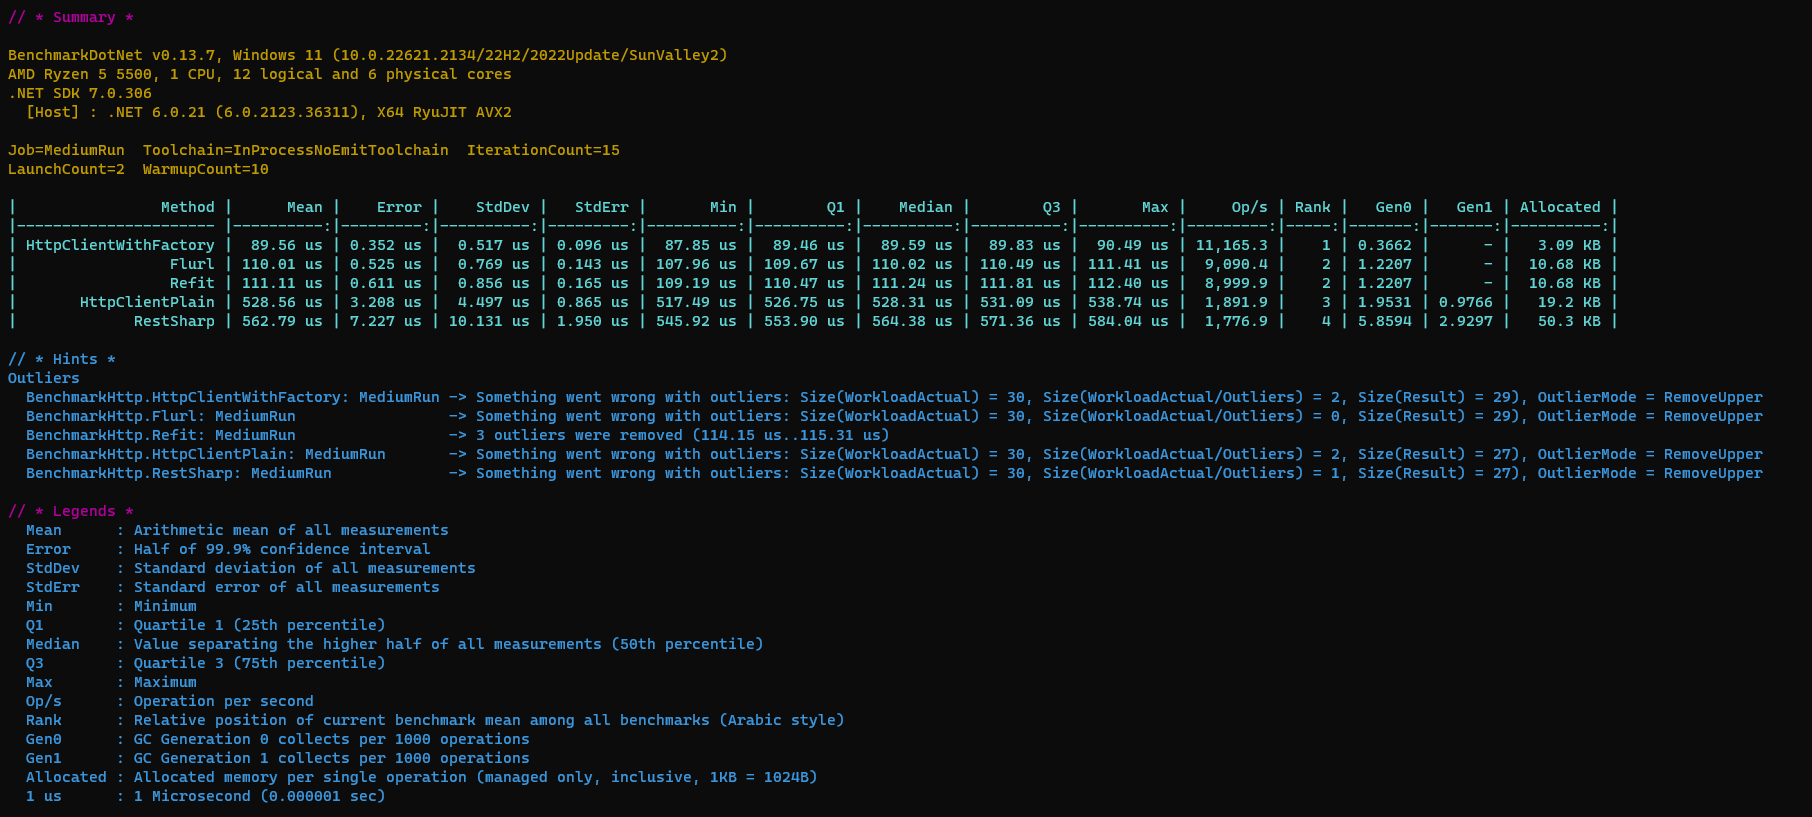 // * Summary *

BenchmarkDotNet v0.13.7, Windows 11 (10.0.22621.2134/22H2/2022Update/SunValley2)
AMD Ryzen 5 5500, 1 CPU, 12 logical and 6 physical cores
.NET SDK 7.0.306
  [Host] : .NET 6.0.21 (6.0.2123.36311), X64 RyuJIT AVX2

Job=MediumRun  Toolchain=InProcessNoEmitToolchain  IterationCount=15
LaunchCount=2  WarmupCount=10

|                Method |      Mean |    Error |    StdDev |   StdErr |       Min |        Q1 |    Median |        Q3 |       Max |     Op/s | Rank |   Gen0 |   Gen1 | Allocated |
|---------------------- |----------:|---------:|----------:|---------:|----------:|----------:|----------:|----------:|----------:|---------:|-----:|-------:|-------:|----------:|
| HttpClientWithFactory |  89.56 us | 0.352 us |  0.517 us | 0.096 us |  87.85 us |  89.46 us |  89.59 us |  89.83 us |  90.49 us | 11,165.3 |    1 | 0.3662 |      - |   3.09 KB |
|                 Flurl | 110.01 us | 0.525 us |  0.769 us | 0.143 us | 107.96 us | 109.67 us | 110.02 us | 110.49 us | 111.41 us |  9,090.4 |    2 | 1.2207 |      - |  10.68 KB |
|                 Refit | 111.11 us | 0.611 us |  0.856 us | 0.165 us | 109.19 us | 110.47 us | 111.24 us | 111.81 us | 112.40 us |  8,999.9 |    2 | 1.2207 |      - |  10.68 KB |
|       HttpClientPlain | 528.56 us | 3.208 us |  4.497 us | 0.865 us | 517.49 us | 526.75 us | 528.31 us | 531.09 us | 538.74 us |  1,891.9 |    3 | 1.9531 | 0.9766 |   19.2 KB |
|             RestSharp | 562.79 us | 7.227 us | 10.131 us | 1.950 us | 545.92 us | 553.90 us | 564.38 us | 571.36 us | 584.04 us |  1,776.9 |    4 | 5.8594 | 2.9297 |   50.3 KB |

// * Hints *
Outliers
  BenchmarkHttp.HttpClientWithFactory: MediumRun -> Something went wrong with outliers: Size(WorkloadActual) = 30, Size(WorkloadActual/Outliers) = 2, Size(Result) = 29), OutlierMode = RemoveUpper
  BenchmarkHttp.Flurl: MediumRun                 -> Something went wrong with outliers: Size(WorkloadActual) = 30, Size(WorkloadActual/Outliers) = 0, Size(Result) = 29), OutlierMode = RemoveUpper
  BenchmarkHttp.Refit: MediumRun                 -> 3 outliers were removed (114.15 us..115.31 us)
  BenchmarkHttp.HttpClientPlain: MediumRun       -> Something went wrong with outliers: Size(WorkloadActual) = 30, Size(WorkloadActual/Outliers) = 2, Size(Result) = 27), OutlierMode = RemoveUpper
  BenchmarkHttp.RestSharp: MediumRun             -> Something went wrong with outliers: Size(WorkloadActual) = 30, Size(WorkloadActual/Outliers) = 1, Size(Result) = 27), OutlierMode = RemoveUpper

// * Legends *
  Mean      : Arithmetic mean of all measurements
  Error     : Half of 99.9% confidence interval
  StdDev    : Standard deviation of all measurements
  StdErr    : Standard error of all measurements
  Min       : Minimum
  Q1        : Quartile 1 (25th percentile)
  Median    : Value separating the higher half of all measurements (50th percentile)
  Q3        : Quartile 3 (75th percentile)
  Max       : Maximum
  Op/s      : Operation per second
  Rank      : Relative position of current benchmark mean among all benchmarks (Arabic style)
  Gen0      : GC Generation 0 collects per 1000 operations
  Gen1      : GC Generation 1 collects per 1000 operations
  Allocated : Allocated memory per single operation (managed only, inclusive, 1KB = 1024B)
  1 us      : 1 Microsecond (0.000001 sec)